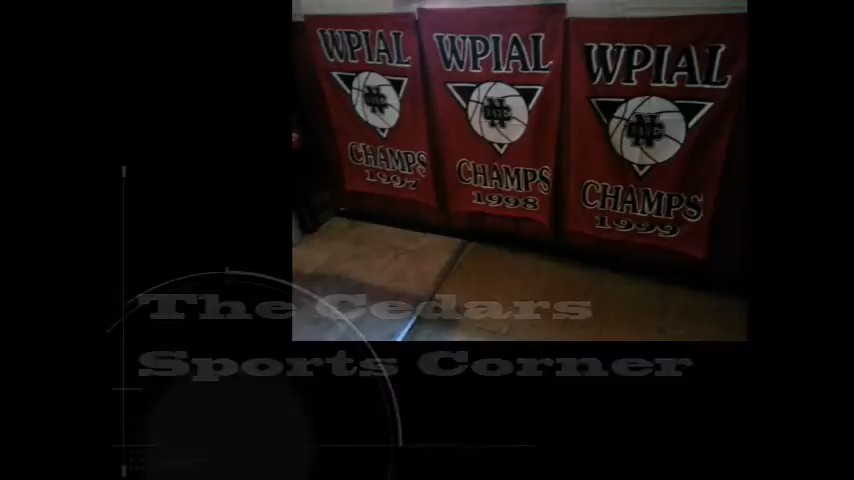 WPIAL
CHAMPS
1997
WPIAL
CHAMPS
1998
WPIAL
CHAMPS
1999
The Cedars
Sports Corner